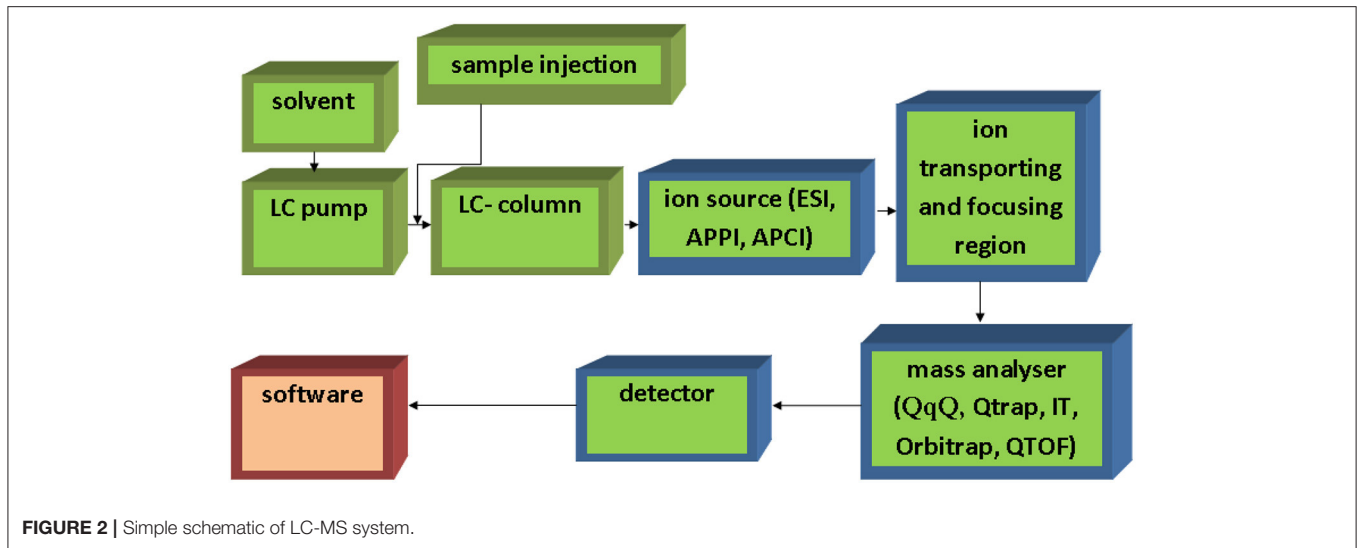 sample injection
solvent
LC pump
LC- column
ion source (ESI,
APPI, APCI)
ion
transporting
and focusing
region
mass analyser
(QqQ, Qtrap, IT,
Orbitrap, QTOF)
detector
software
FIGURE 2 | Simple schematic of LC-MS system.